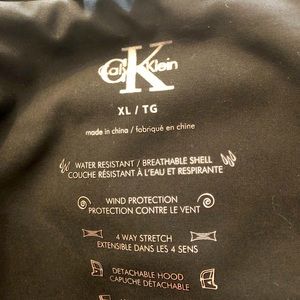 CK
Calvin Klein
XL / TG
made in china / fabriqué en chine
WATER RESISTANT / BREATHABLE SHELL
COUCHE RÉSISTANT À L'EAU ET RESPIRANTE
WIND PROTECTION
PROTECTION CONTRE LE VENT
4 WAY STRETCH
EXTENSIBLE DANS LES 4 SENS
DETACHABLE HOOD
CAPUCHE DÉTACHABLE